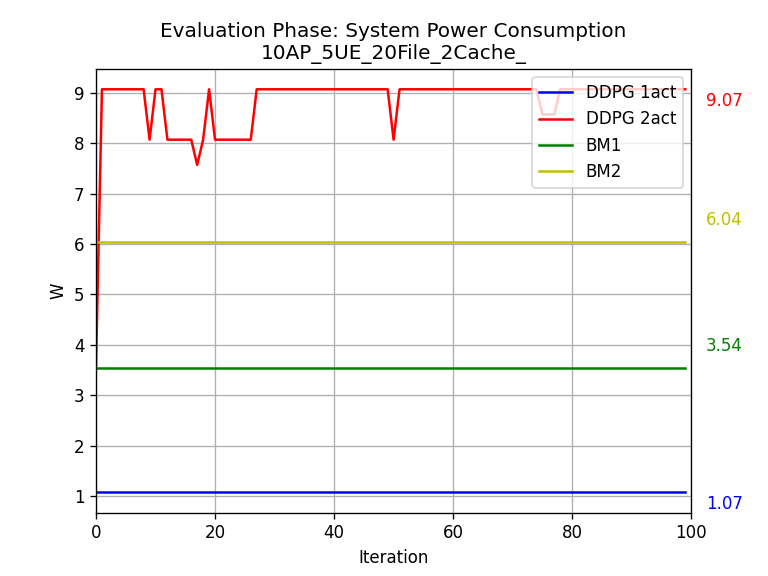 Evaluation Phase: System Power Consumption
10AP_5UE_20File_2Cache_
DDPG 1act
DDPG 2act
BM1
BM2
9.07
6.04
3.54
1.07
9
8
7
6
5
4
3
2
1
W
0 20 40 60 80 100
Iteration